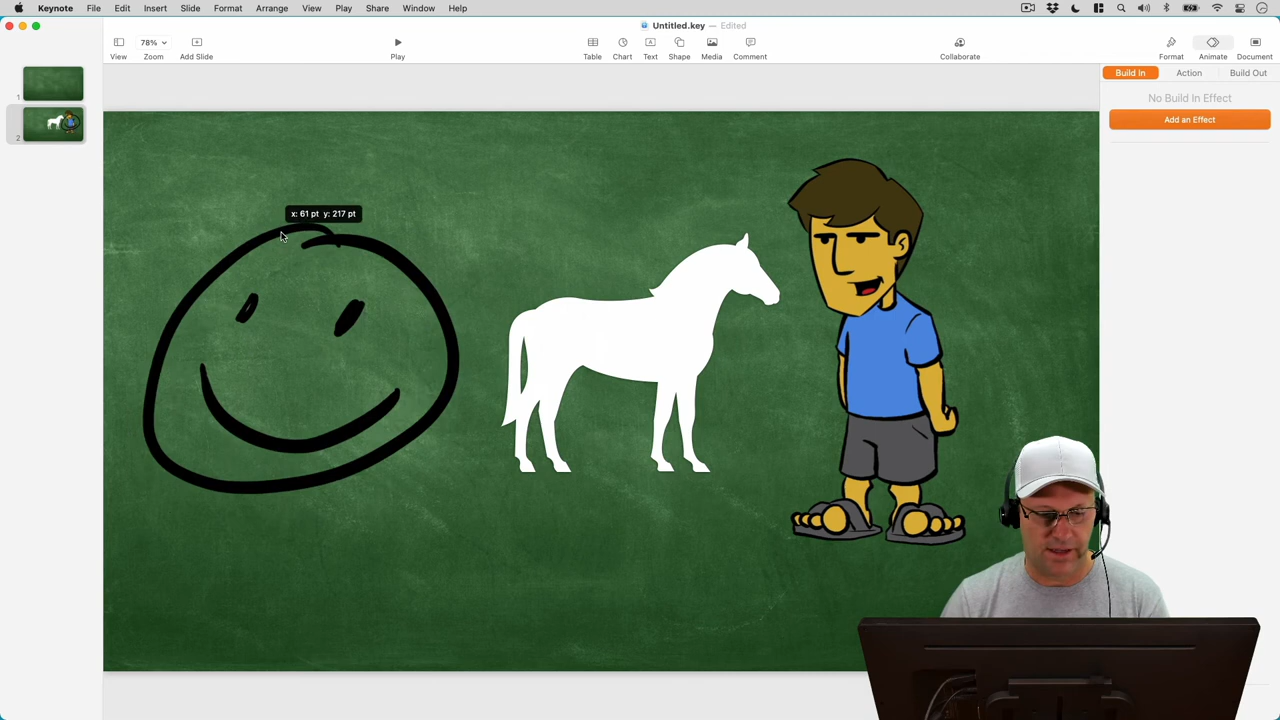 Keynote File Edit Insert Slide Format Arrange View Play Share Window Help
Untitled.key — Edited
78%
View Zoom Add Slide Play Table Chart Text Shape Media Comment Collaborate Format Animate Document
Build In Action Build Out
No Build In Effect
Add an Effect
1
2
x: 61 pt y: 217 pt